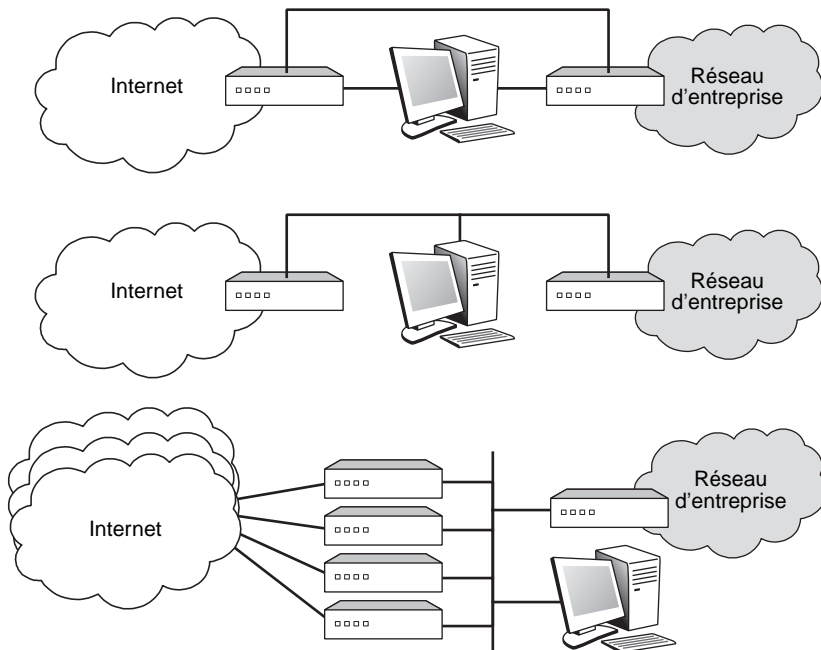 Internet
Réseau
d'entreprise
Internet
Réseau
d'entreprise
Internet
Réseau
d'entreprise